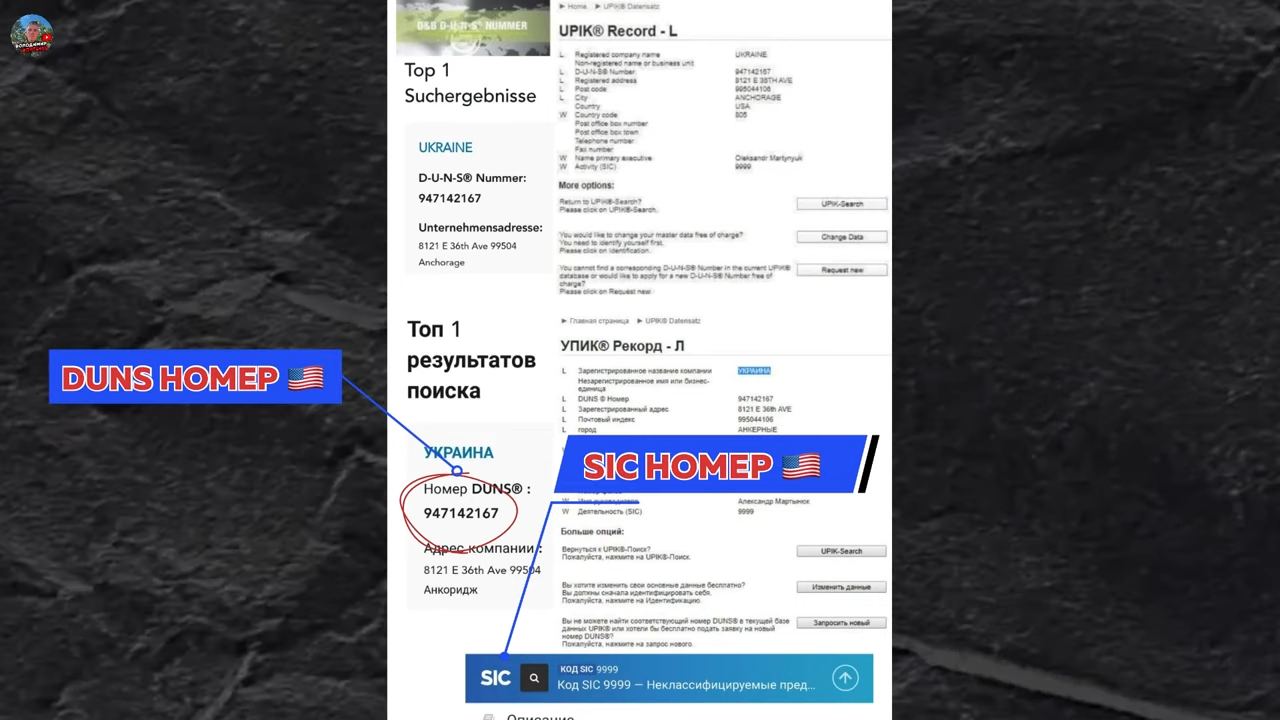 D&B D-U-N-S® NUMMER
Top 1
Suchergebnisse
UKRAINE
D-U-N-S® Nummer:
947142167
Unternehmensadresse:
8121 E 36th Ave 99504
Anchorage
Home UPIK® Datensatz
UPIK® Record - L
L Registered company name UKRAINE
Non-registered name or business unit
L D-U-N-S® Number 947142167
L Registered address 8121 E 36TH AVE
L Post code 995044106
L City ANCHORAGE
Country USA
W Country code 805
Post office box number
Post office box town
Telephone number
Fax number
W Name primary executive Oleksandr Martynyuk
W Activity (SIC) 9999
More options:
Return to UPIK®-Search?
Please click on UPIK®-Search.
UPIK-Search
You would like to change your master data free of charge?
You need to identify yourself first.
Please click on Identification.
Change Data
You cannot find a corresponding D-U-N-S® Number in the current UPIK®
database or would like to apply for a new D-U-N-S® Number free of
charge?
Please click on Request new.
Request new
DUNS НОМЕР
Топ 1
результатов
поиска
УКРАИНА
Номер DUNS® :
947142167
Адрес компании :
8121 E 36th Ave 99504
Анкоридж
Главная страница UPIK® Datensatz
УПИК® Рекорд - Л
L Зарегистрированное название компании УКРАИНА
Незарегистрированное имя или бизнес-
единица
L DUNS © Номер 947142167
L Зарегестрированный адрес 8121 E 36th AVE
L Почтовый индекс 995044106
L город АНКЕРНЫЕ
SIC НОМЕР
W Имя руководителя Александр Мартынюк
W Деятельность (SIC) 9999
Больше опций:
Вернуться к UPIK®-Поиск?
Пожалуйста, нажмите на UPIK®-Поиск.
UPIK-Search
Вы хотите изменить свои основные данные бесплатно?
Вы должны сначала идентифицировать себя.
Пожалуйста, нажмите на Идентификацию.
Изменить данные
Вы не можете найти соответствующий номер DUNS® в текущей базе
данных UPIK® или хотели бы бесплатно подать заявку на новый
номер DUNS®?
Пожалуйста, нажмите на запрос нового.
Запросить новый
SIC
КОД SIC 9999
Код SIC 9999 — Неклассифицируемые пред...
Описание